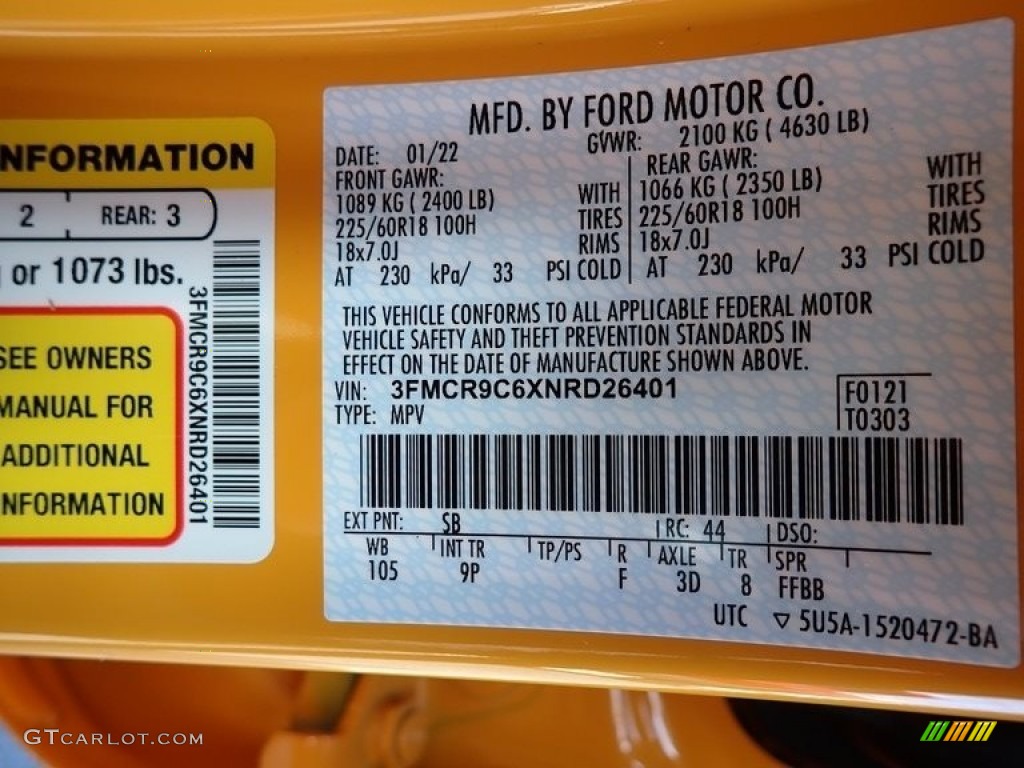 NFORMATION
2 REAR: 3
or 1073 lbs.
SEE OWNERS
MANUAL FOR
ADDITIONAL
NFORMATION
3FMCR9C6XNRD26401
MFD. BY FORD MOTOR CO.
DATE: 01/22 GVWR: 2100 KG ( 4630 LB)
FRONT GAWR: REAR GAWR:
1089 KG ( 2400 LB) WITH 1066 KG ( 2350 LB) WITH
225/60R18 100H TIRES 225/60R18 100H TIRES
18x7.0J RIMS 18x7.0J RIMS
AT 230 kPa/ 33 PSI COLD AT 230 kPa/ 33 PSI COLD
THIS VEHICLE CONFORMS TO ALL APPLICABLE FEDERAL MOTOR
VEHICLE SAFETY AND THEFT PREVENTION STANDARDS IN
EFFECT ON THE DATE OF MANUFACTURE SHOWN ABOVE.
VIN: 3FMCR9C6XNRD26401 F0121
TYPE: MPV T0303
EXT PNT: SB RC: 44 DSO:
WB INT TR TP/PS R AXLE TR SPR
105 9P F 3D 8 FFBB
UTC ▽ 5U5A-1520472-BA
GTCARLOT.COM